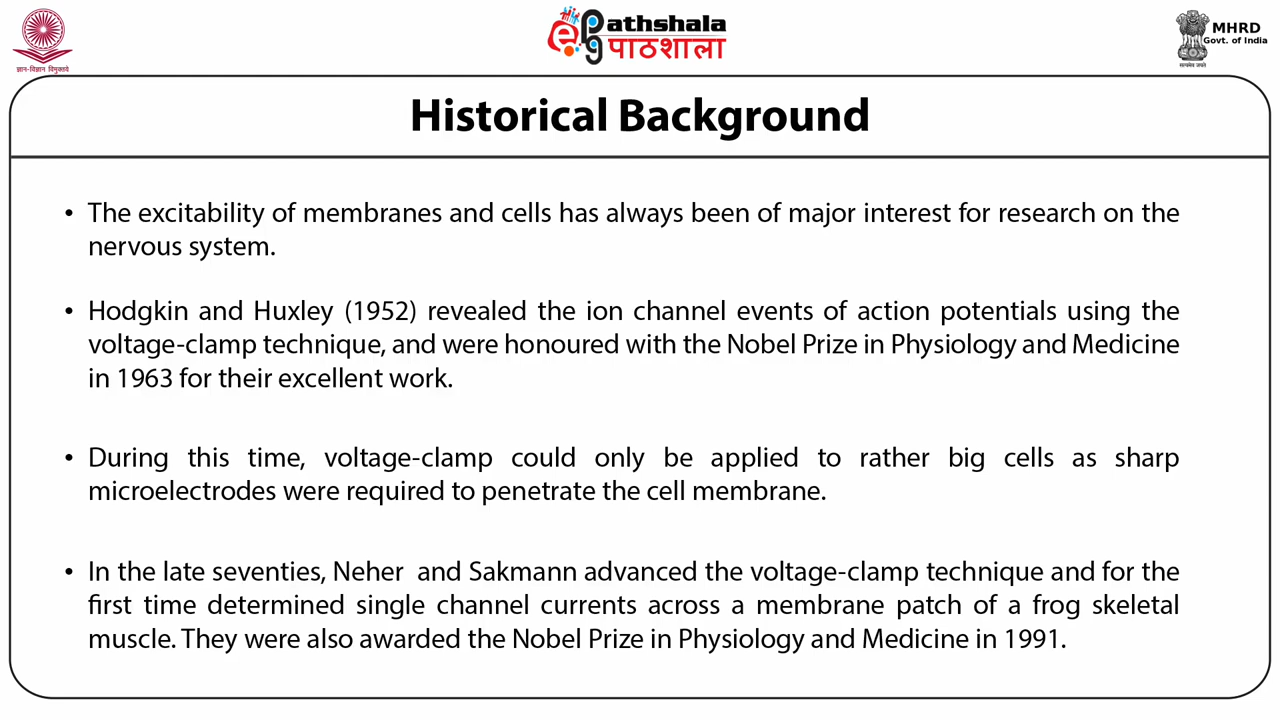 ज्ञान-विज्ञान विमुक्तये
epathshala
पाठशाला
MHRD
Govt. of India
सत्यमेव जयते
Historical Background
• The excitability of membranes and cells has always been of major interest for research on the
nervous system.
• Hodgkin and Huxley (1952) revealed the ion channel events of action potentials using the
voltage-clamp technique, and were honoured with the Nobel Prize in Physiology and Medicine
in 1963 for their excellent work.
• During this time, voltage-clamp could only be applied to rather big cells as sharp
microelectrodes were required to penetrate the cell membrane.
• In the late seventies, Neher and Sakmann advanced the voltage-clamp technique and for the
first time determined single channel currents across a membrane patch of a frog skeletal
muscle. They were also awarded the Nobel Prize in Physiology and Medicine in 1991.